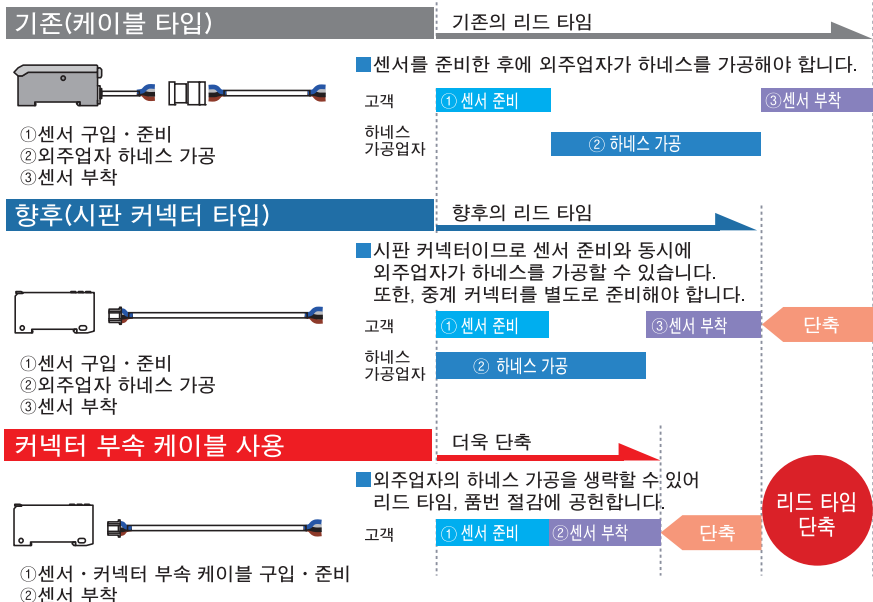 기존(케이블 타입)
기존의 리드 타임
■센서를 준비한 후에 외주업자가 하네스를 가공해야 합니다.
고객
①센서 준비
③센서 부착
하네스
가공업자
② 하네스 가공
①센서 구입・준비
②외주업자 하네스 가공
③센서 부착
향후(시판 커넥터 타입)
향후의 리드 타임
■시판 커넥터이므로 센서 준비와 동시에
외주업자가 하네스를 가공할 수 있습니다.
또한, 중계 커넥터를 별도로 준비해야 합니다.
고객
①센서 준비
③센서 부착
단축
하네스
가공업자
② 하네스 가공
①센서 구입・준비
②외주업자 하네스 가공
③센서 부착
커넥터 부속 케이블 사용
더욱 단축
■외주업자의 하네스 가공을 생략할 수 있어
리드 타임, 품번 절감에 공헌합니다.
고객
①센서 준비
②센서 부착
단축
리드 타임
단축
①센서・커넥터 부속 케이블 구입・준비
②센서 부착